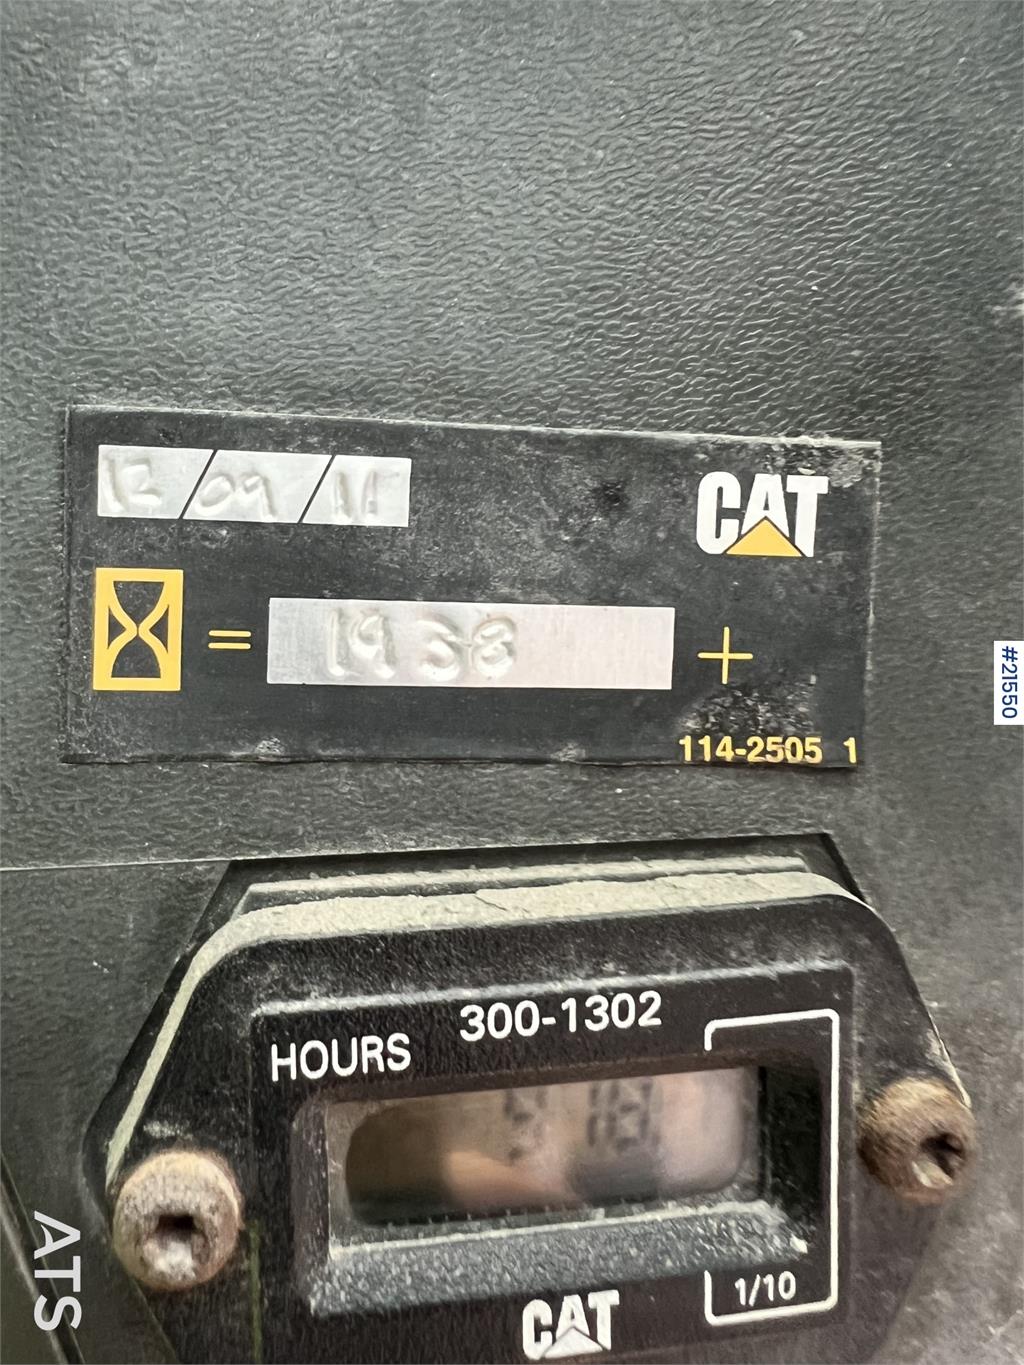 12/09/11
CAT
= 1938 +
114-2505 1
#21550
HOURS 300-1302
1/10
CAT
ATS